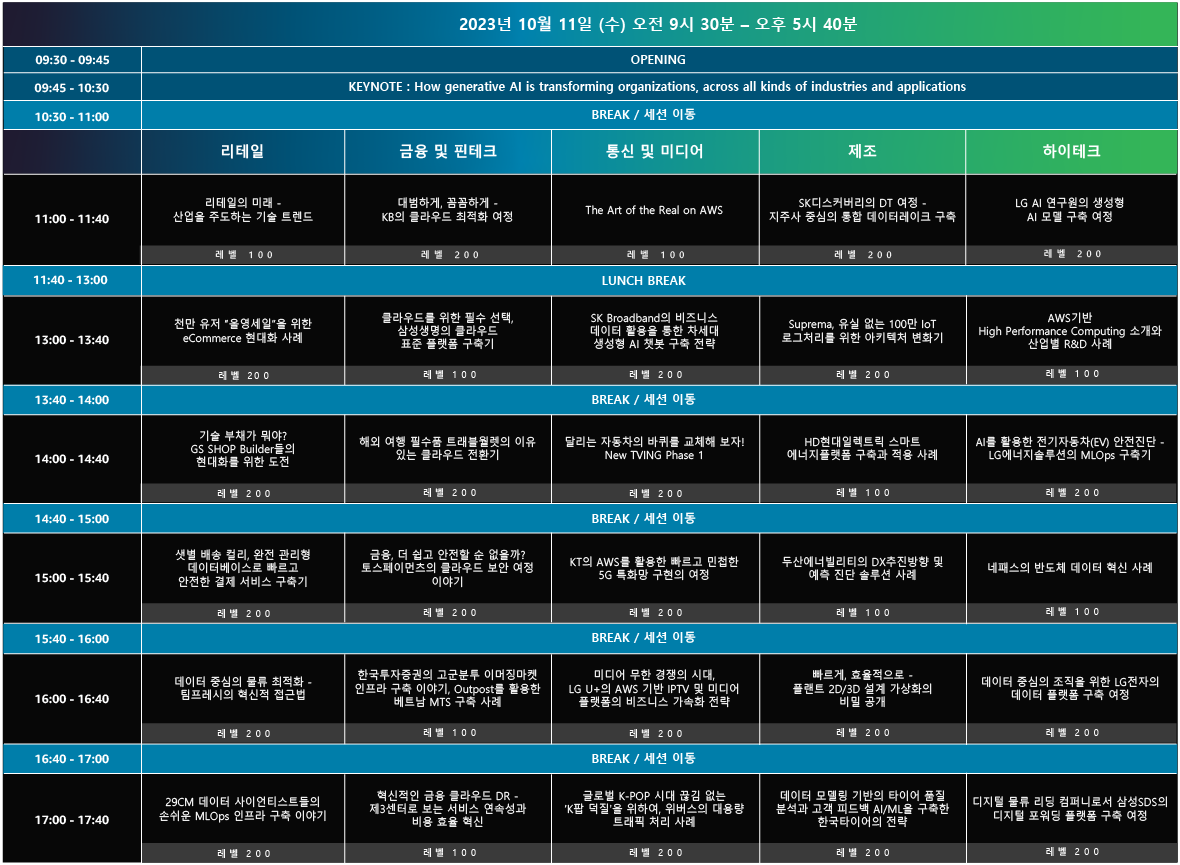 2023년 10월 11일 (수) 오전 9시 30분 – 오후 5시 40분
09:30 - 09:45
OPENING
09:45 - 10:30
KEYNOTE : How generative AI is transforming organizations, across all kinds of industries and applications
10:30 - 11:00
BREAK / 세션 이동
리테일
금융 및 핀테크
통신 및 미디어
제조
하이테크
11:00 - 11:40
리테일의 미래 -
산업을 주도하는 기술 트렌드
레벨 100
대범하게, 꼼꼼하게 -
KB의 클라우드 최적화 여정
레벨 200
The Art of the Real on AWS
레벨 100
SK디스커버리의 DT 여정 -
지주사 중심의 통합 데이터레이크 구축
레벨 200
LG AI 연구원의 생성형
AI 모델 구축 여정
레벨 200
11:40 - 13:00
LUNCH BREAK
13:00 - 13:40
천만 유저 "올영세일"을 위한
eCommerce 현대화 사례
레벨 200
클라우드를 위한 필수 선택,
삼성생명의 클라우드
표준 플랫폼 구축기
레벨 100
SK Broadband의 비즈니스
데이터 활용을 통한 차세대
생성형 AI 챗봇 구축 전략
레벨 200
Suprema, 유실 없는 100만 IoT
로그처리를 위한 아키텍처 변화기
레벨 200
AWS기반
High Performance Computing 소개와
산업별 R&D 사례
레벨 100
13:40 - 14:00
BREAK / 세션 이동
14:00 - 14:40
기술 부채가 뭐야?
GS SHOP Builder들의
현대화를 위한 도전
레벨 200
해외 여행 필수품 트래블월렛의 이유
있는 클라우드 전환기
레벨 200
달리는 자동차의 바퀴를 교체해 보자!
New TVING Phase 1
레벨 200
HD현대일렉트릭 스마트
에너지플랫폼 구축과 적용 사례
레벨 100
AI를 활용한 전기자동차(EV) 안전진단 -
LG에너지솔루션의 MLOps 구축기
레벨 200
14:40 - 15:00
BREAK / 세션 이동
15:00 - 15:40
샛별 배송 컬리, 완전 관리형
데이터베이스로 빠르고
안전한 결제 서비스 구축기
레벨 200
금융, 더 쉽고 안전할 순 없을까?
토스페이먼츠의 클라우드 보안 여정
이야기
레벨 200
KT의 AWS를 활용한 빠르고 민첩한
5G 특화망 구현의 여정
레벨 200
두산에너빌리티의 DX추진방향 및
예측 진단 솔루션 사례
레벨 100
네패스의 반도체 데이터 혁신 사례
레벨 100
15:40 - 16:00
BREAK / 세션 이동
16:00 - 16:40
데이터 중심의 물류 최적화 -
팀프레시의 혁신적 접근법
레벨 200
한국투자증권의 고군분투 이머징마켓
인프라 구축 이야기, Outpost를 활용한
베트남 MTS 구축 사례
레벨 100
미디어 무한 경쟁의 시대,
LG U+의 AWS 기반 IPTV 및 미디어
플랫폼의 비즈니스 가속화 전략
레벨 200
빠르게, 효율적으로 -
플랜트 2D/3D 설계 가상화의
비밀 공개
레벨 200
데이터 중심의 조직을 위한 LG전자의
데이터 플랫폼 구축 여정
레벨 200
16:40 - 17:00
BREAK / 세션 이동
17:00 - 17:40
29CM 데이터 사이언티스트들의
손쉬운 MLOps 인프라 구축 이야기
레벨 200
혁신적인 금융 클라우드 DR -
제3센터로 보는 서비스 연속성과
비용 효율 혁신
레벨 100
글로벌 K-POP 시대 끊김 없는
'K팝 덕질'을 위하여, 위버스의 대용량
트래픽 처리 사례
레벨 200
데이터 모델링 기반의 타이어 품질
분석과 고객 피드백 AI/ML을 구축한
한국타이어의 전략
레벨 200
디지털 물류 리딩 컴퍼니로서 삼성SDS의
디지털 포워딩 플랫폼 구축 여정
레벨 200